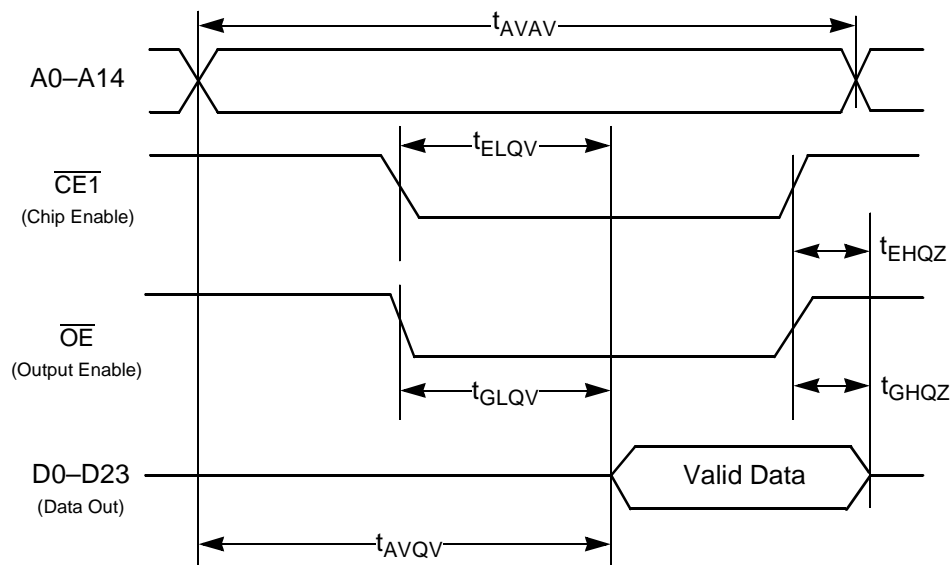 tAVAV
A0–A14
tELQV
CE1
(Chip Enable)
tEHQZ
OE
(Output Enable)
tGLQV
tGHQZ
D0–D23
Valid Data
(Data Out)
tAVQV